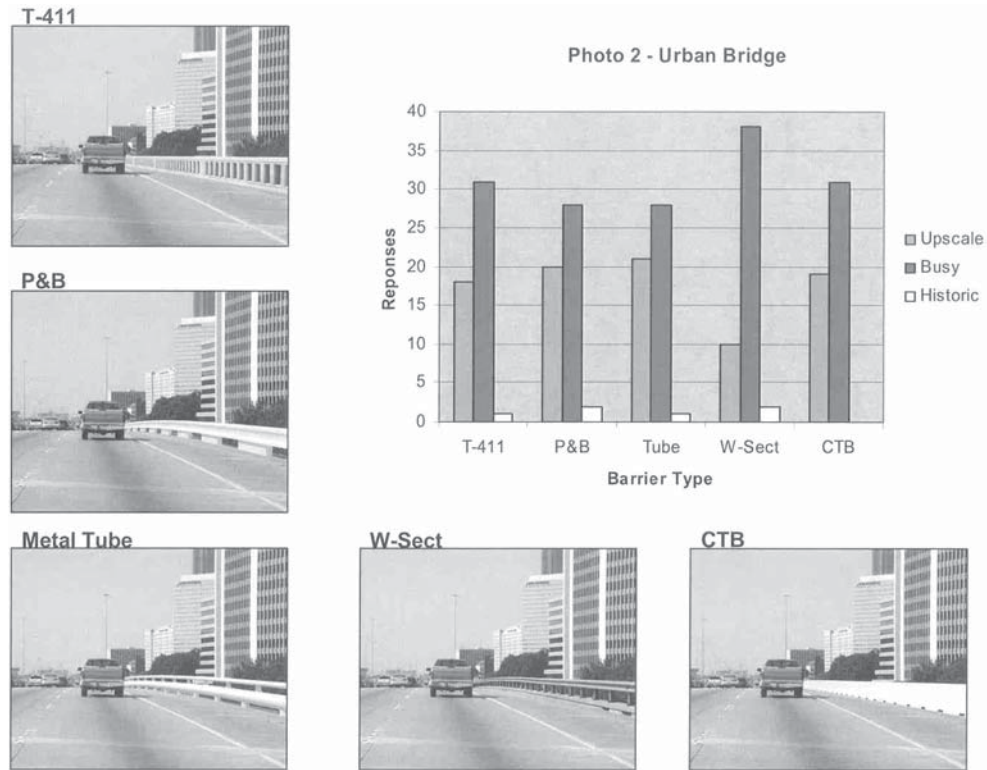 T-411
Photo 2 - Urban Bridge
40
35
30
25
20
15
10
5
0
Reponses
T-411 P&B Tube W-Sect CTB
Barrier Type
Upscale
Busy
Historic
P&B
Metal Tube
W-Sect
CTB